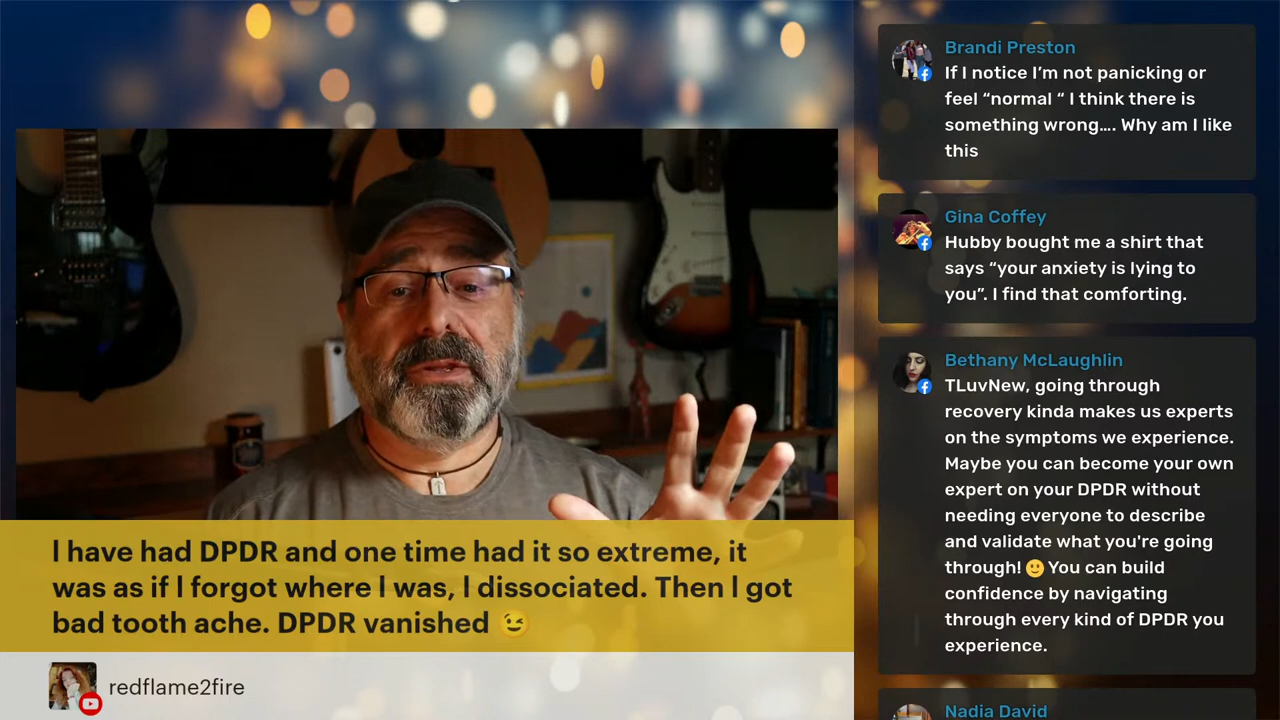 I have had DPDR and one time had it so extreme, it
was as if I forgot where I was, I dissociated. Then I got
bad tooth ache. DPDR vanished 😉
redflame2fire
Brandi Preston
If I notice I’m not panicking or
feel “normal “ I think there is
something wrong…. Why am I like
this
Gina Coffey
Hubby bought me a shirt that
says “your anxiety is lying to
you”. I find that comforting.
Bethany McLaughlin
TLuvNew, going through
recovery kinda makes us experts
on the symptoms we experience.
Maybe you can become your own
expert on your DPDR without
needing everyone to describe
and validate what you're going
through! 🙂 You can build
confidence by navigating
through every kind of DPDR you
experience.
Nadia David